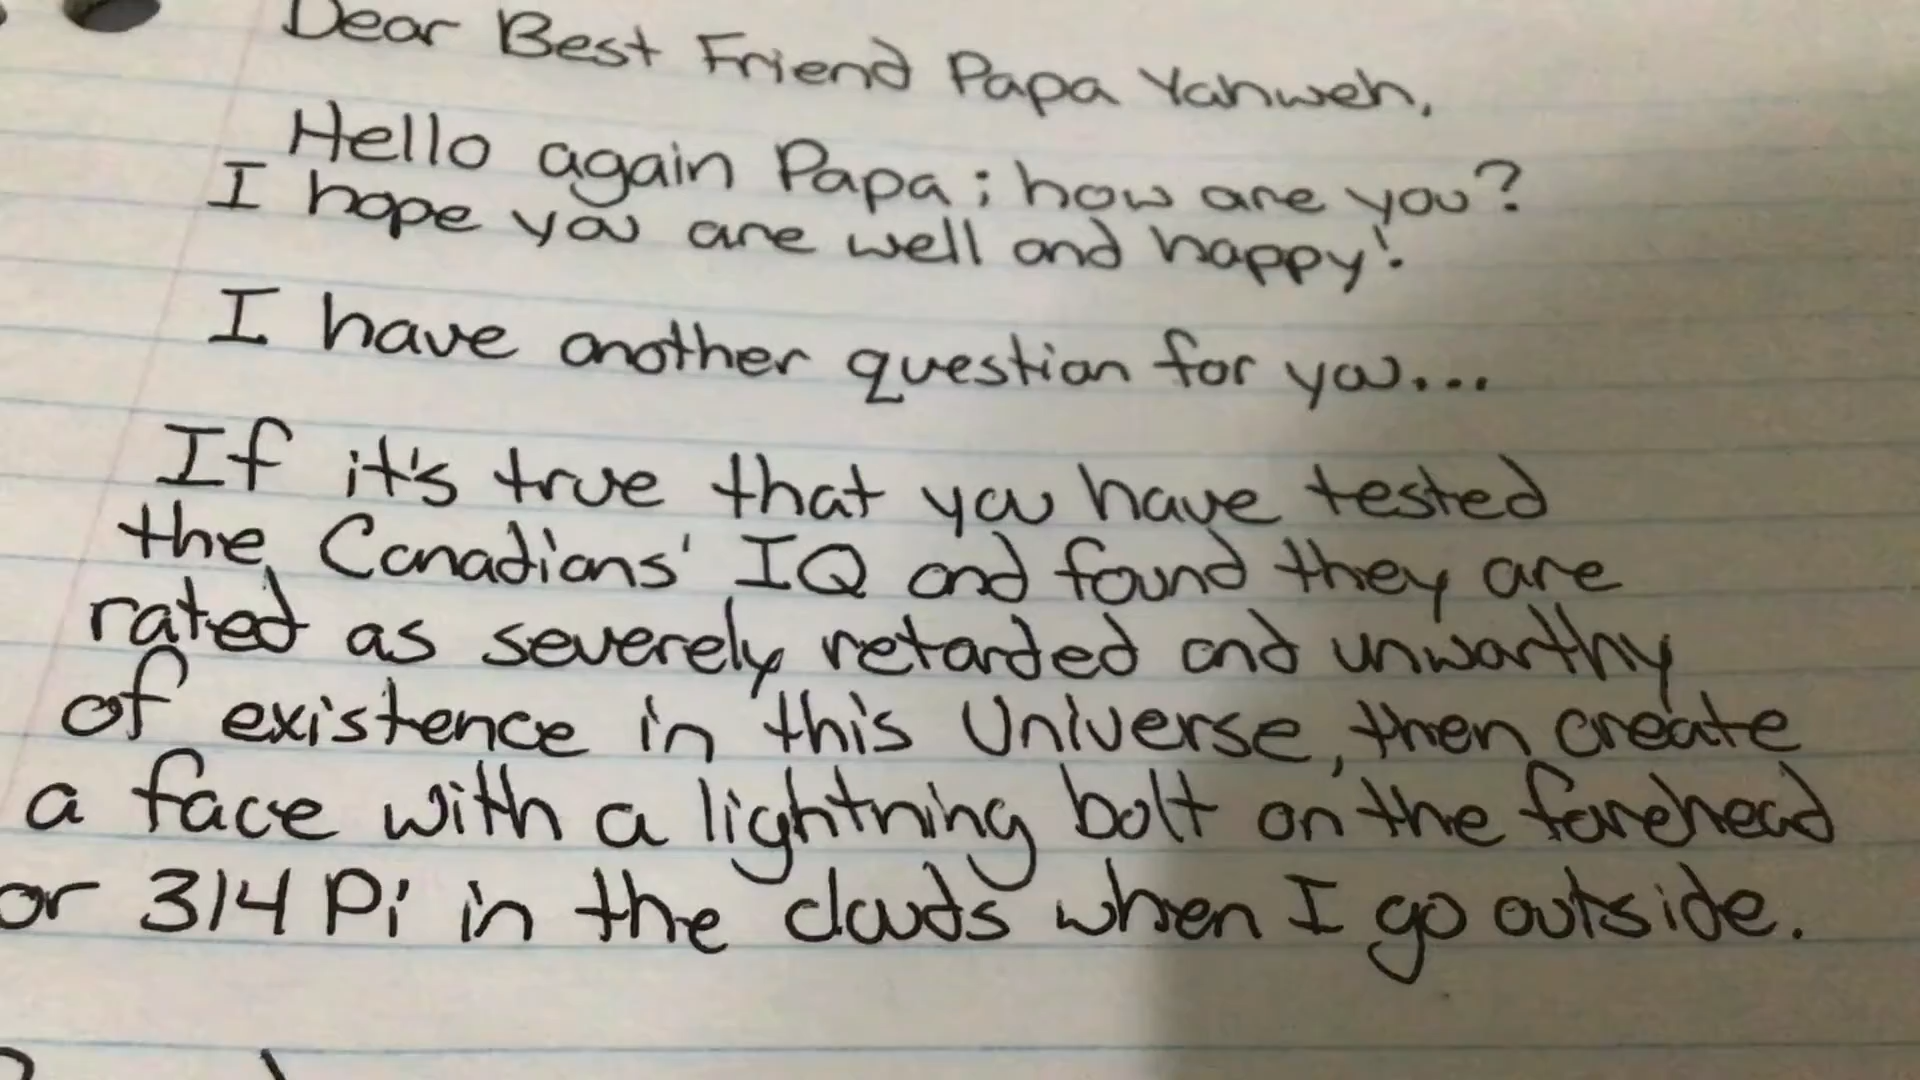 Dear Best Friend Papa Yahweh,
Hello again Papa; how are you?
I hope you are well and happy!
I have another question for you...
If it's true that you have tested
the Canadians' IQ and found they are
rated as severely retarded and unworthy
of existence in this Universe, then create
a face with a lightning bolt on the forehead
or 314 Pi in the clouds when I go outside.